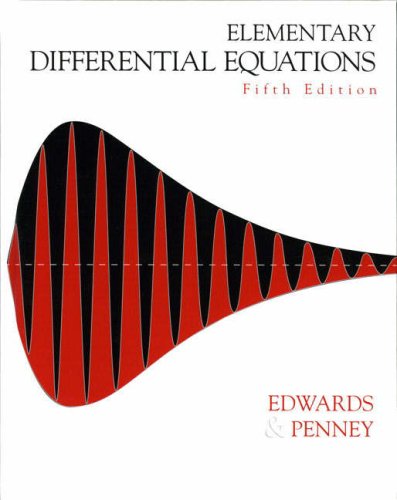 ELEMENTARY
DIFFERENTIAL EQUATIONS
Fifth Edition
EDWARDS
& PENNEY